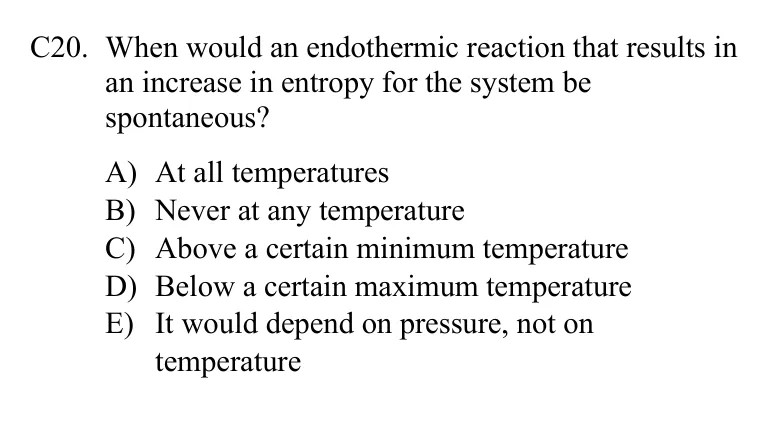 C20. When would an endothermic reaction that results in
an increase in entropy for the system be
spontaneous?
A) At all temperatures
B) Never at any temperature
C) Above a certain minimum temperature
D) Below a certain maximum temperature
E) It would depend on pressure, not on
temperature